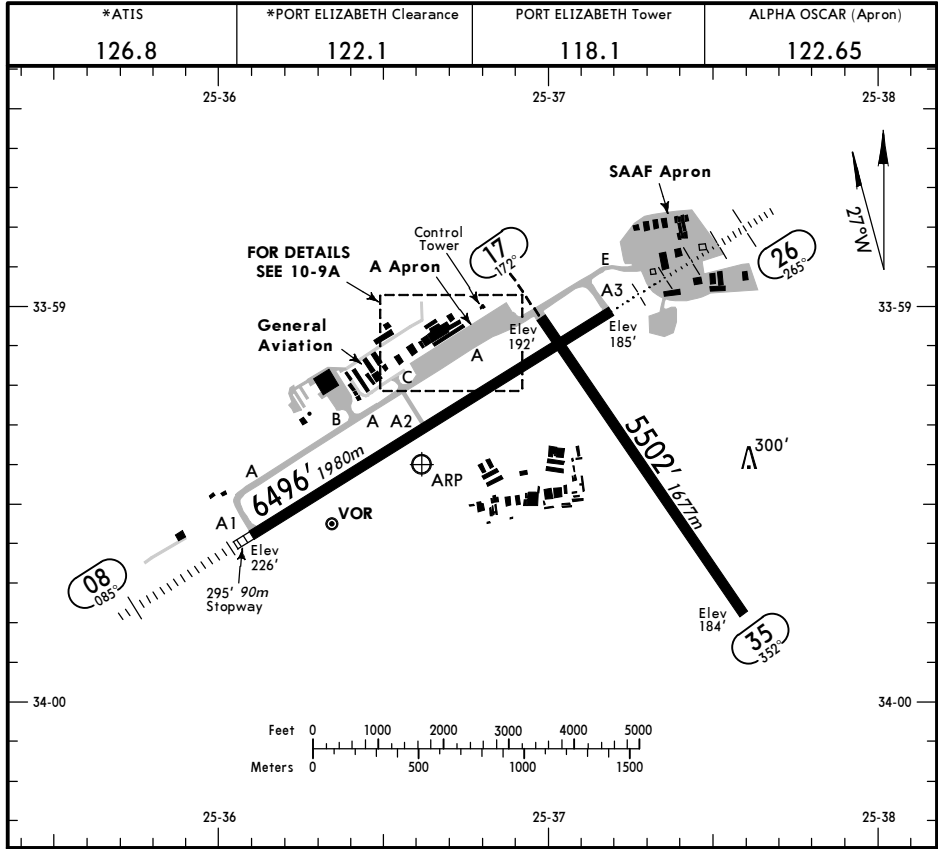 *ATIS
126.8
*PORT ELIZABETH Clearance
122.1
PORT ELIZABETH Tower
118.1
ALPHA OSCAR (Apron)
122.65
25-36
25-37
25-38
SAAF Apron
27°W
Control
Tower
17
172°
FOR DETAILS
SEE 10-9A
A Apron
E
26
265°
A3
33-59
33-59
General
Aviation
Elev
192'
Elev
185'
A
C
B
A
A2
5502' 1677m
300'
A
6496' 1980m
ARP
VOR
A1
Elev
226'
08
085°
295' 90m
Stopway
Elev
184'
35
352°
34-00
34-00
Feet 0 1000 2000 3000 4000 5000
Meters 0 500 1000 1500
25-36
25-37
25-38